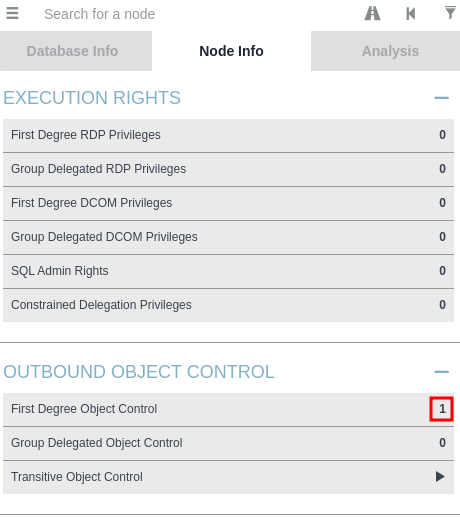 Search for a node
Database Info
Node Info
Analysis
EXECUTION RIGHTS
First Degree RDP Privileges 0
Group Delegated RDP Privileges 0
First Degree DCOM Privileges 0
Group Delegated DCOM Privileges 0
SQL Admin Rights 0
Constrained Delegation Privileges 0
OUTBOUND OBJECT CONTROL
First Degree Object Control 1
Group Delegated Object Control 0
Transitive Object Control